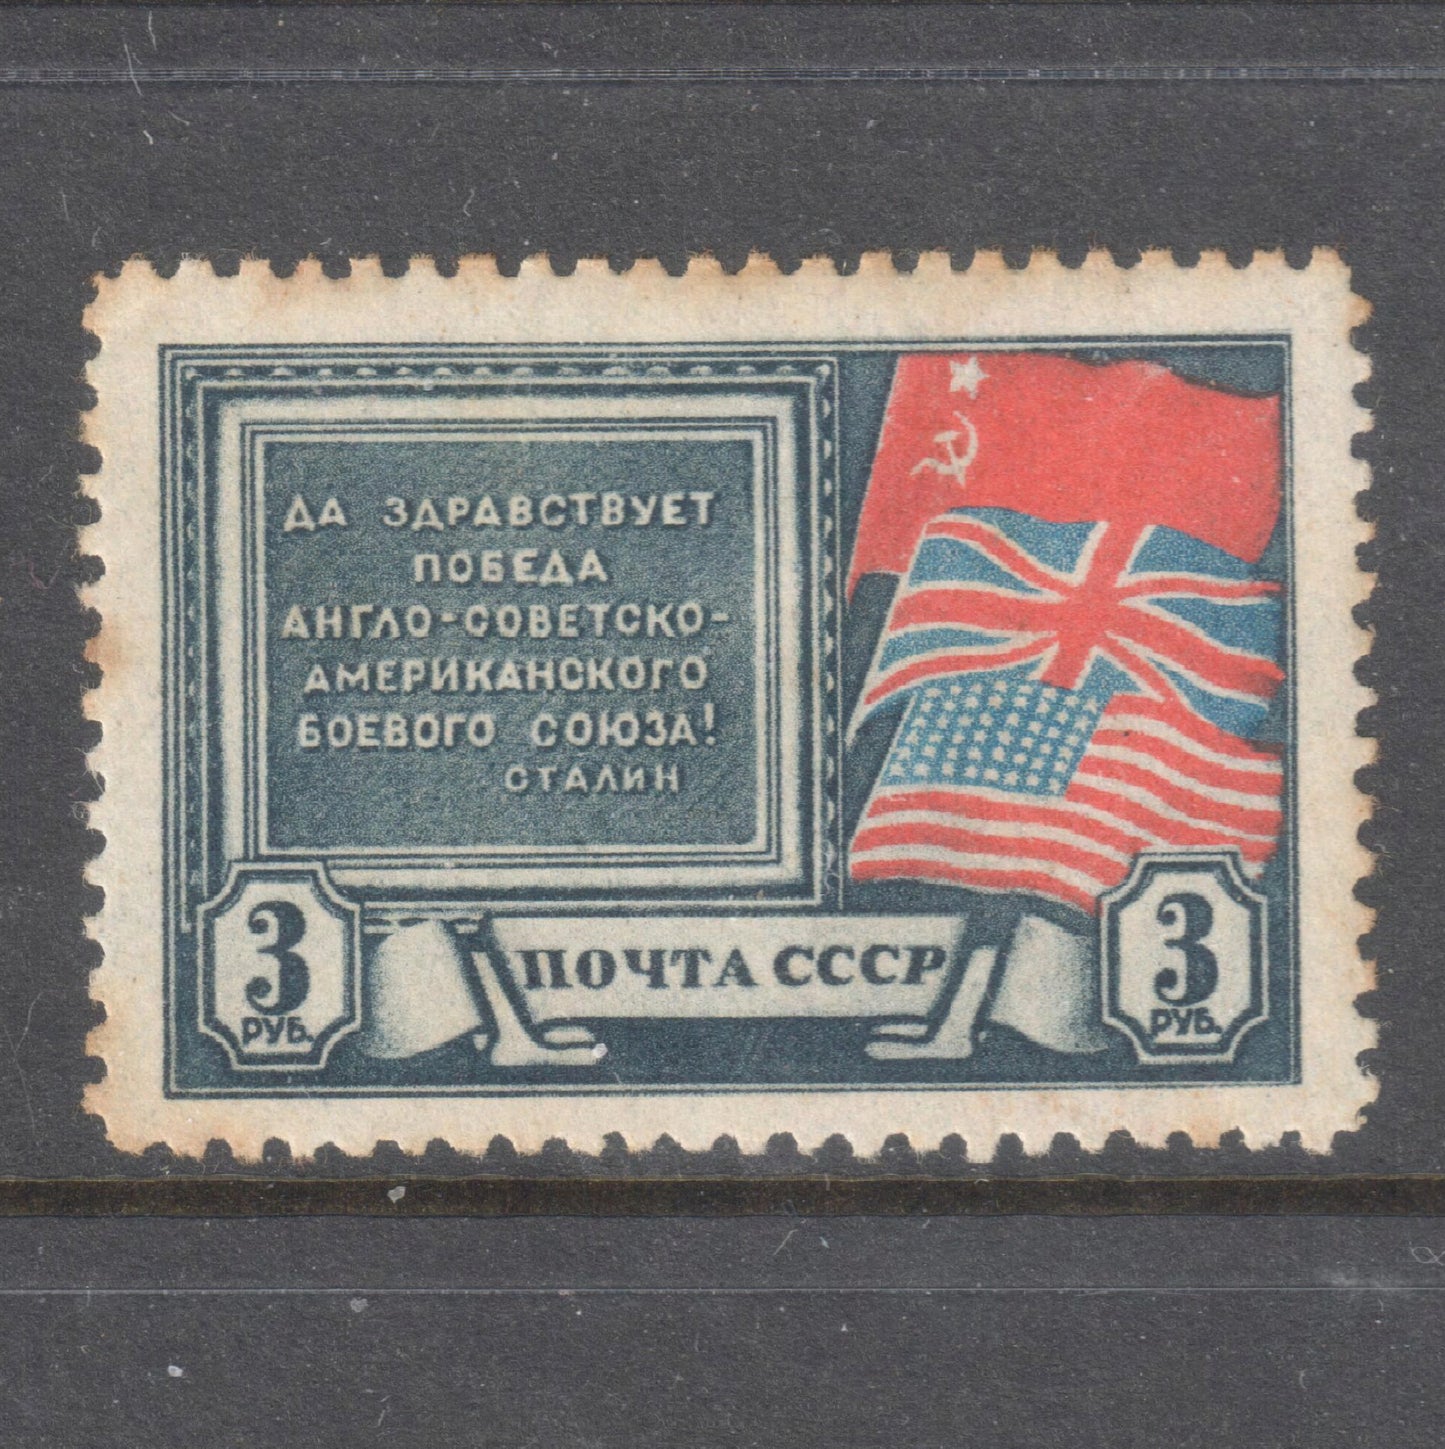 ДА ЗДРАВСТВУЕТ
ПОБЕДА
АНГЛО-СОВЕТСКО-
АМЕРИКАНСКОГО
БОЕВОГО СОЮЗА!
СТАЛИН
3
РУБ.
ПОЧТА СССР
3
РУБ.